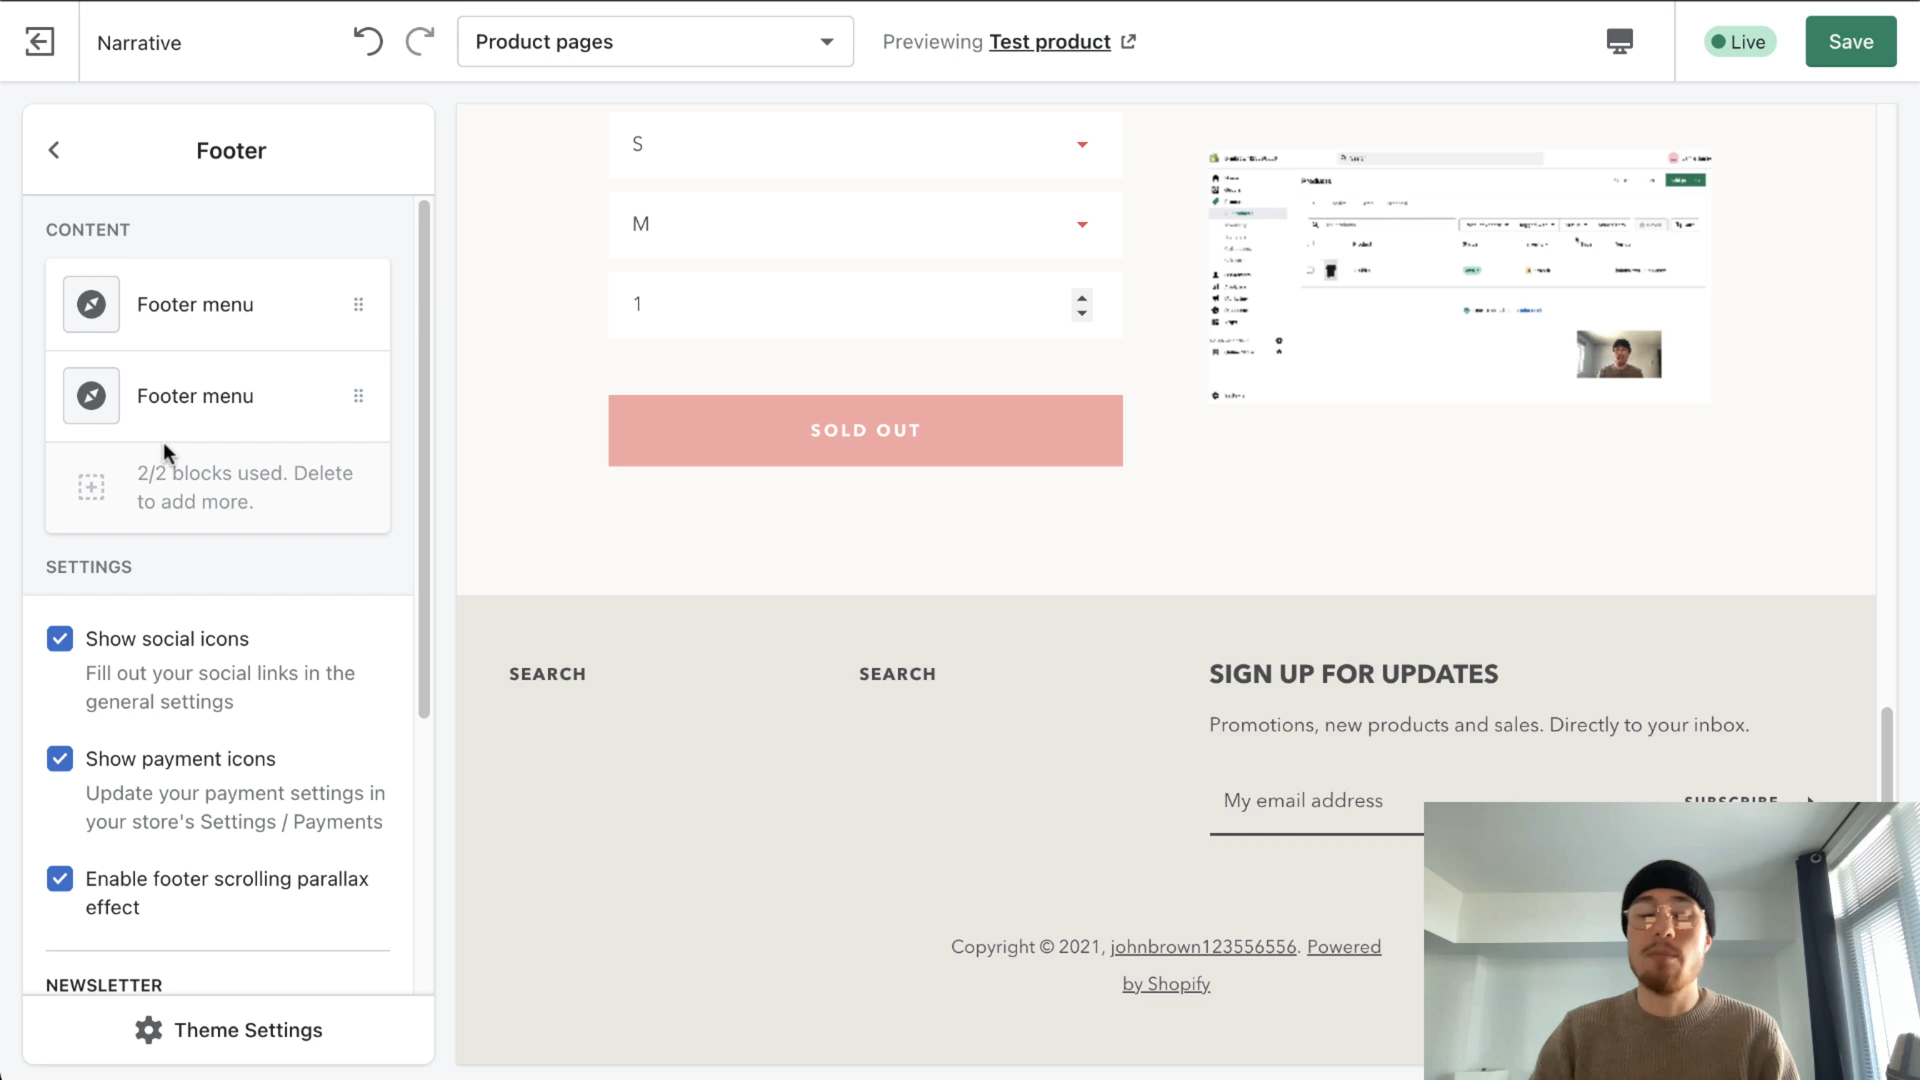 Narrative
Product pages
Previewing Test product
Live
Save
Footer
CONTENT
Footer menu
Footer menu
2/2 blocks used. Delete
to add more.
SETTINGS
Show social icons
Fill out your social links in the
general settings
Show payment icons
Update your payment settings in
your store's Settings / Payments
Enable footer scrolling parallax
effect
NEWSLETTER
Theme Settings
S
M
1
SOLD OUT
Products
SEARCH
SEARCH
SIGN UP FOR UPDATES
Promotions, new products and sales. Directly to your inbox.
My email address
SUBSCRIBE
Copyright © 2021, johnbrown123556556. Powered
by Shopify